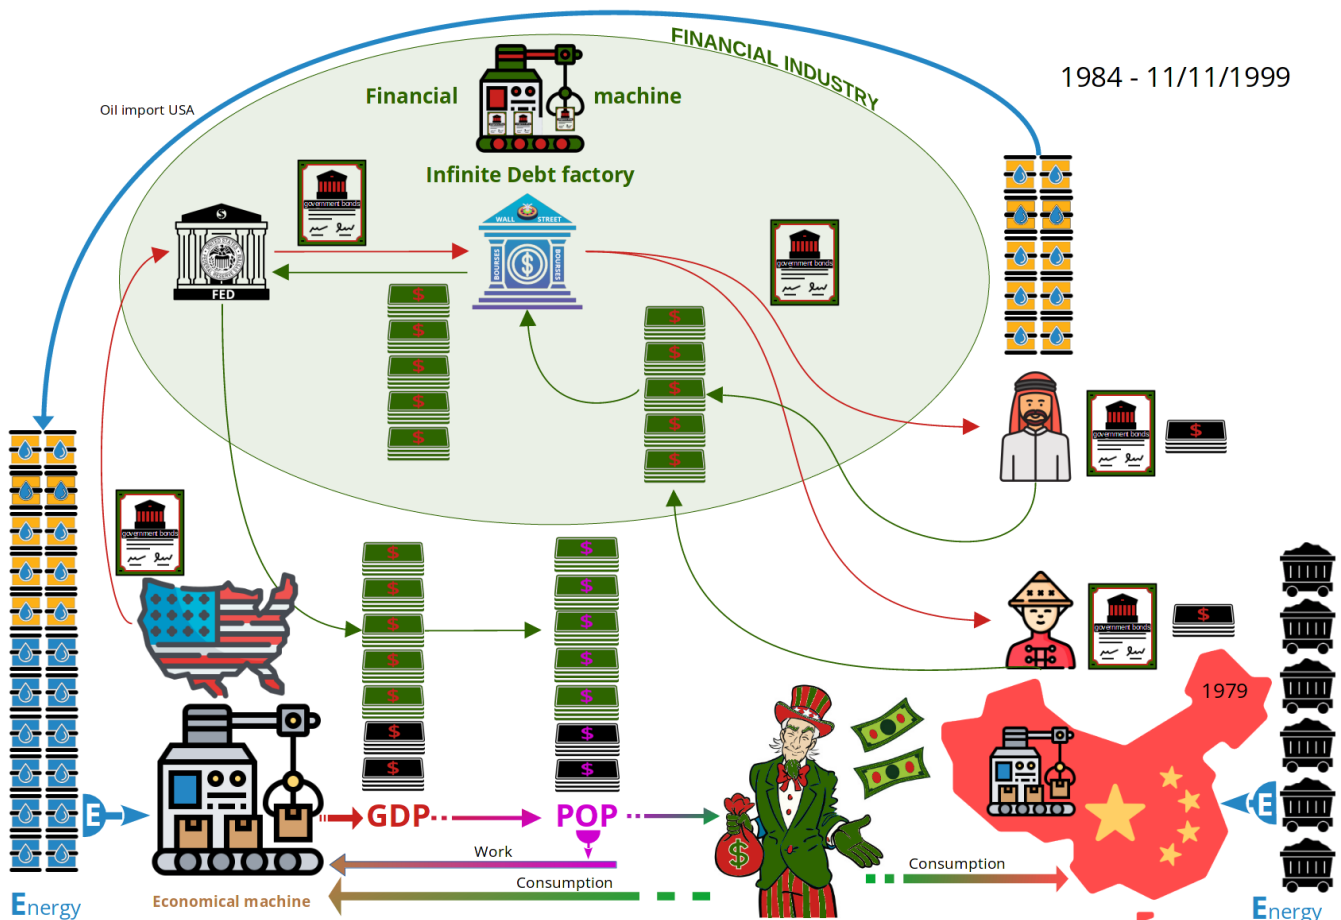 FINANCIAL INDUSTRY
1984 - 11/11/1999
Financial machine
Oil import USA
Infinite Debt factory
government bonds
WALL STREET
BOURSES
BOURSES
$
government bonds
$
FED
$
$
$
$
$
$
$
$
$
$
government bonds
$
government bonds
$
$
$
$
$
$
$
$
$
$
$
$
$
$
government bonds
$
1979
E
GDP
POP
E
$
Work
Consumption
Consumption
Economical machine
Energy
Energy